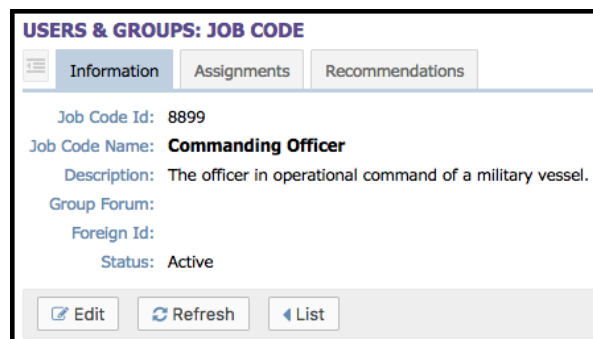 USERS & GROUPS: JOB CODE
Information Assignments Recommendations
Job Code Id: 8899
Job Code Name: Commanding Officer
Description: The officer in operational command of a military vessel.
Group Forum:
Foreign Id:
Status: Active
Edit Refresh List